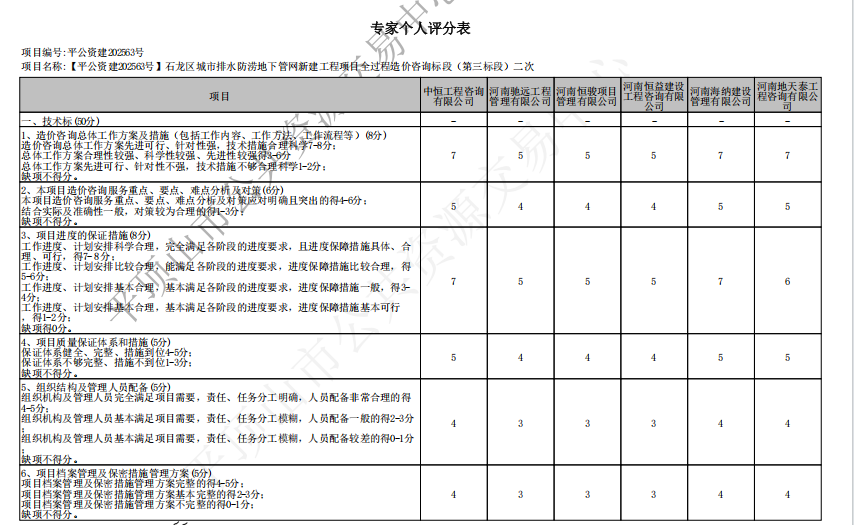 专家个人评分表
项目编号:平公资建202563号
项目名称:【平公资建202563号】石龙区城市排水防涝地下管网新建工程项目全过程造价咨询标段（第三标段）二次
项目 中恒工程咨询有限公司 河南驰远工程管理有限公司 河南恒骏项目管理有限公司 河南恒益建设工程咨询有限公司 河南海纳建设管理有限公司 河南地天泰工程咨询有限公司
一、技术标(50分) - - - - - -
1、造价咨询总体工作方案及措施（包括工作内容、工作方法、工作流程等）(8分)
造价咨询总体工作方案先进可行、针对性强，技术措施合理科学7-8分；
总体工作方案合理性较强、科学性较强、先进性较强得3-6分
总体工作方案先进可行、针对性不强，技术措施不够合理科学1-2分；
缺项不得分。
7 5 5 5 7 7
2、本项目造价咨询服务重点、要点、难点分析及对策(6分)
本项目造价咨询服务重点、要点、难点分析及对策应对明确且突出的得4-6分；
结合实际及准确性一般，对策较为合理的得1-3分；
缺项不得分。
5 4 4 4 5 5
3、项目进度的保证措施(8分)
工作进度、计划安排科学合理，完全满足各阶段的进度要求，且进度保障措施具体、合
理、可行，得7-8分；
工作进度、计划安排比较合理，能满足各阶段的进度要求，进度保障措施比较合理，得
5-6分；
工作进度、计划安排基本合理，基本满足各阶段的进度要求，进度保障措施一般，得3-
4分；
工作进度、计划安排基本合理，基本满足各阶段的进度要求，进度保障措施基本可行
，得1-2分；
缺项得0分。
7 5 5 5 7 6
4、项目质量保证体系和措施(5分)
保证体系健全、完整、措施到位4-5分；
保证体系不够完整、措施不到位1-3分；
缺项不得分。
5 4 4 4 5 5
5、组织结构及管理人员配备(5分)
组织机构及管理人员完全满足项目需要，责任、任务分工明确，人员配备非常合理的得
4-5分；
组织机构及管理人员基本满足项目需要，责任、任务分工模糊，人员配备一般的得2-3分
；
组织机构及管理人员基本满足项目需要，责任、任务分工模糊，人员配备较差的得0-1分
；
缺项不得分。
4 3 3 3 4 4
6、项目档案管理及保密措施管理方案(5分)
项目档案管理及保密措施管理方案完整的得4-5分；
项目档案管理及保密措施管理方案基本完整的得2-3分；
项目档案管理及保密措施管理方案不完整的得0-1分；
缺项不得分。
4 3 3 3 4 4
平顶山市公共资源交易中心
平顶山市公共资源交易中心